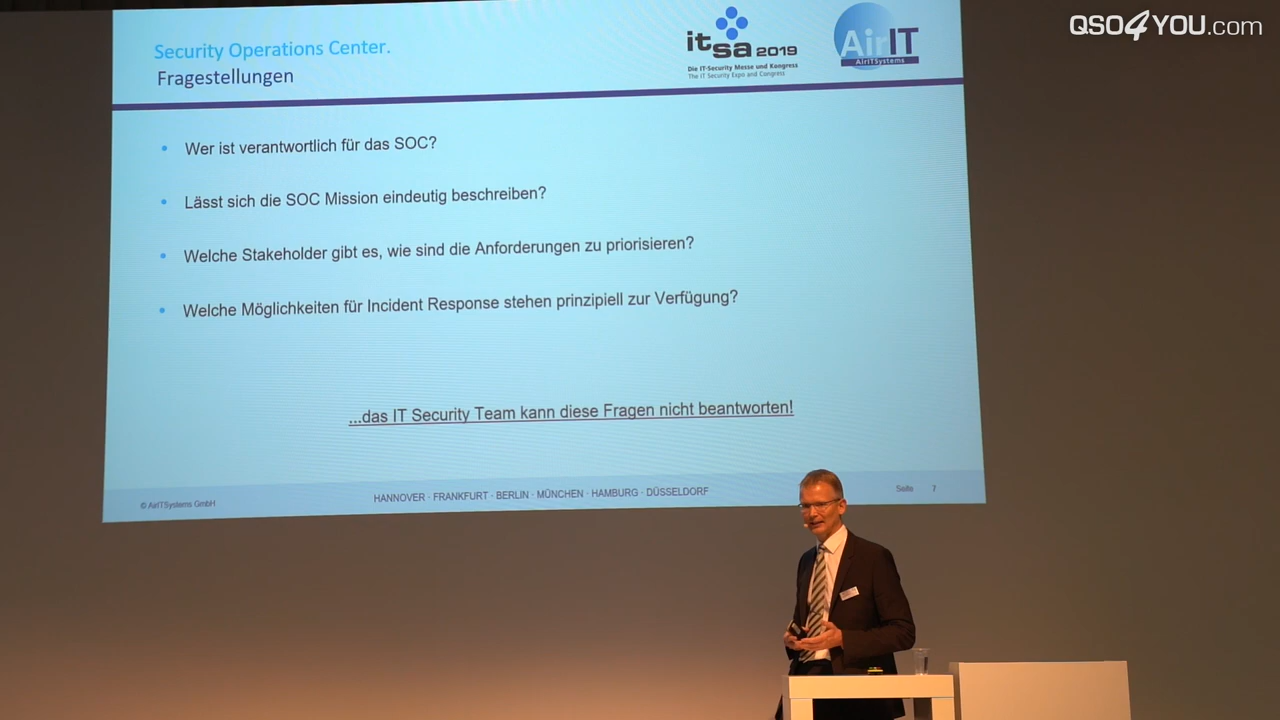 QSO4YOU.com
Security Operations Center.
Fragestellungen
it sa 2019
Die IT-Security Messe und Kongress
The IT Security Expo and Congress
AirIT
AirITSystems
• Wer ist verantwortlich für das SOC?
• Lässt sich die SOC Mission eindeutig beschreiben?
• Welche Stakeholder gibt es, wie sind die Anforderungen zu priorisieren?
• Welche Möglichkeiten für Incident Response stehen prinzipiell zur Verfügung?
...das IT Security Team kann diese Fragen nicht beantworten!
© AirITSystems GmbH
HANNOVER · FRANKFURT · BERLIN · MÜNCHEN · HAMBURG · DÜSSELDORF
Seite 7